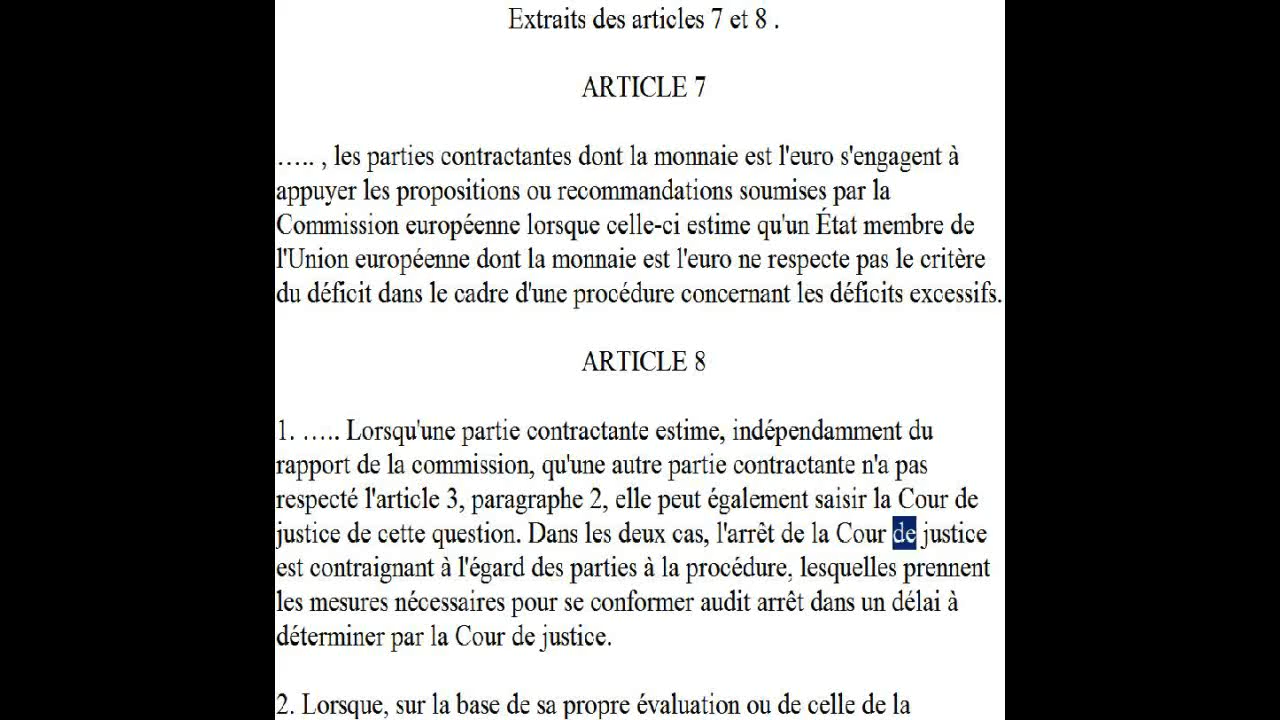 Extraits des articles 7 et 8 .
ARTICLE 7
….. , les parties contractantes dont la monnaie est l'euro s'engagent à
appuyer les propositions ou recommandations soumises par la
Commission européenne lorsque celle-ci estime qu'un État membre de
l'Union européenne dont la monnaie est l'euro ne respecte pas le critère
du déficit dans le cadre d'une procédure concernant les déficits excessifs.
ARTICLE 8
1. ….. Lorsqu'une partie contractante estime, indépendamment du
rapport de la commission, qu'une autre partie contractante n'a pas
respecté l'article 3, paragraphe 2, elle peut également saisir la Cour de
justice de cette question. Dans les deux cas, l'arrêt de la Cour de justice
est contraignant à l'égard des parties à la procédure, lesquelles prennent
les mesures nécessaires pour se conformer audit arrêt dans un délai à
déterminer par la Cour de justice.
2. Lorsque, sur la base de sa propre évaluation ou de celle de la